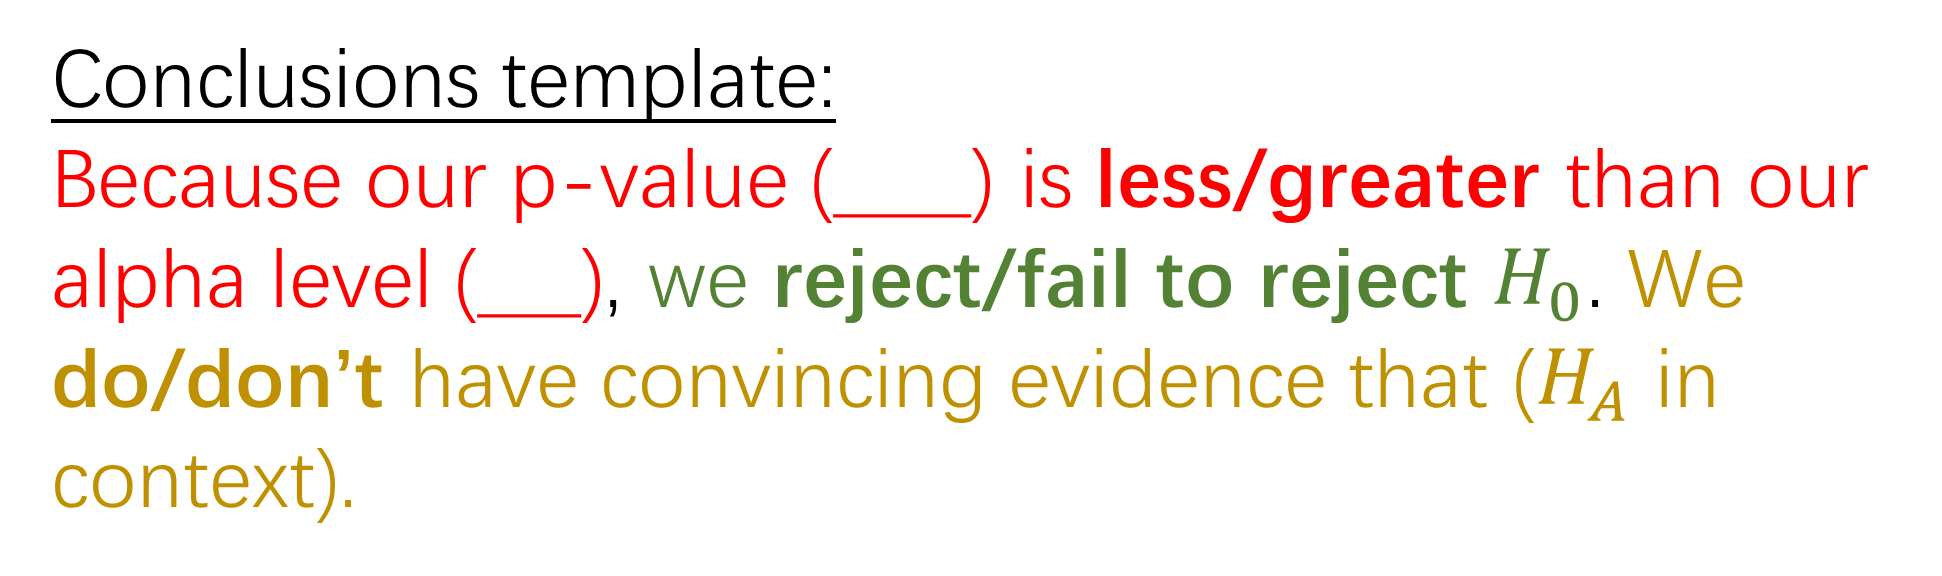 Conclusions template:
Because our p-value (____) is less/greater than our
alpha level (___), we reject/fail to reject H₀. We
do/don’t have convincing evidence that (H_A in
context).